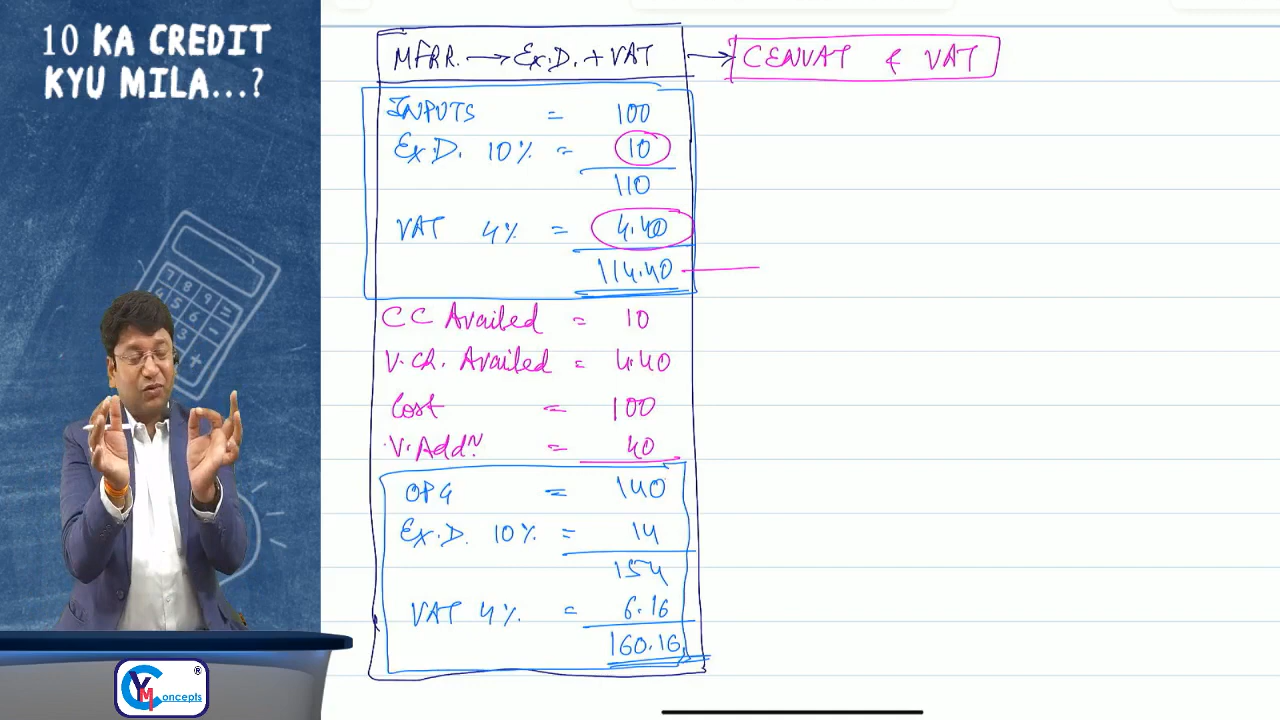 10 KA CREDIT
KYU MILA...?
MFRR. → Ex.D. + VAT → CENVAT & VAT
INPUTS = 100
Ex.D. 10% = 10
110
VAT 4% = 4.40
114.40
CC Availed = 10
V.CR. Availed = 4.40
Cost = 100
V.Addn. = 40
OPG = 140
Ex.D. 10% = 14
154
VAT 4% = 6.16
160.16
CYM Concepts ®